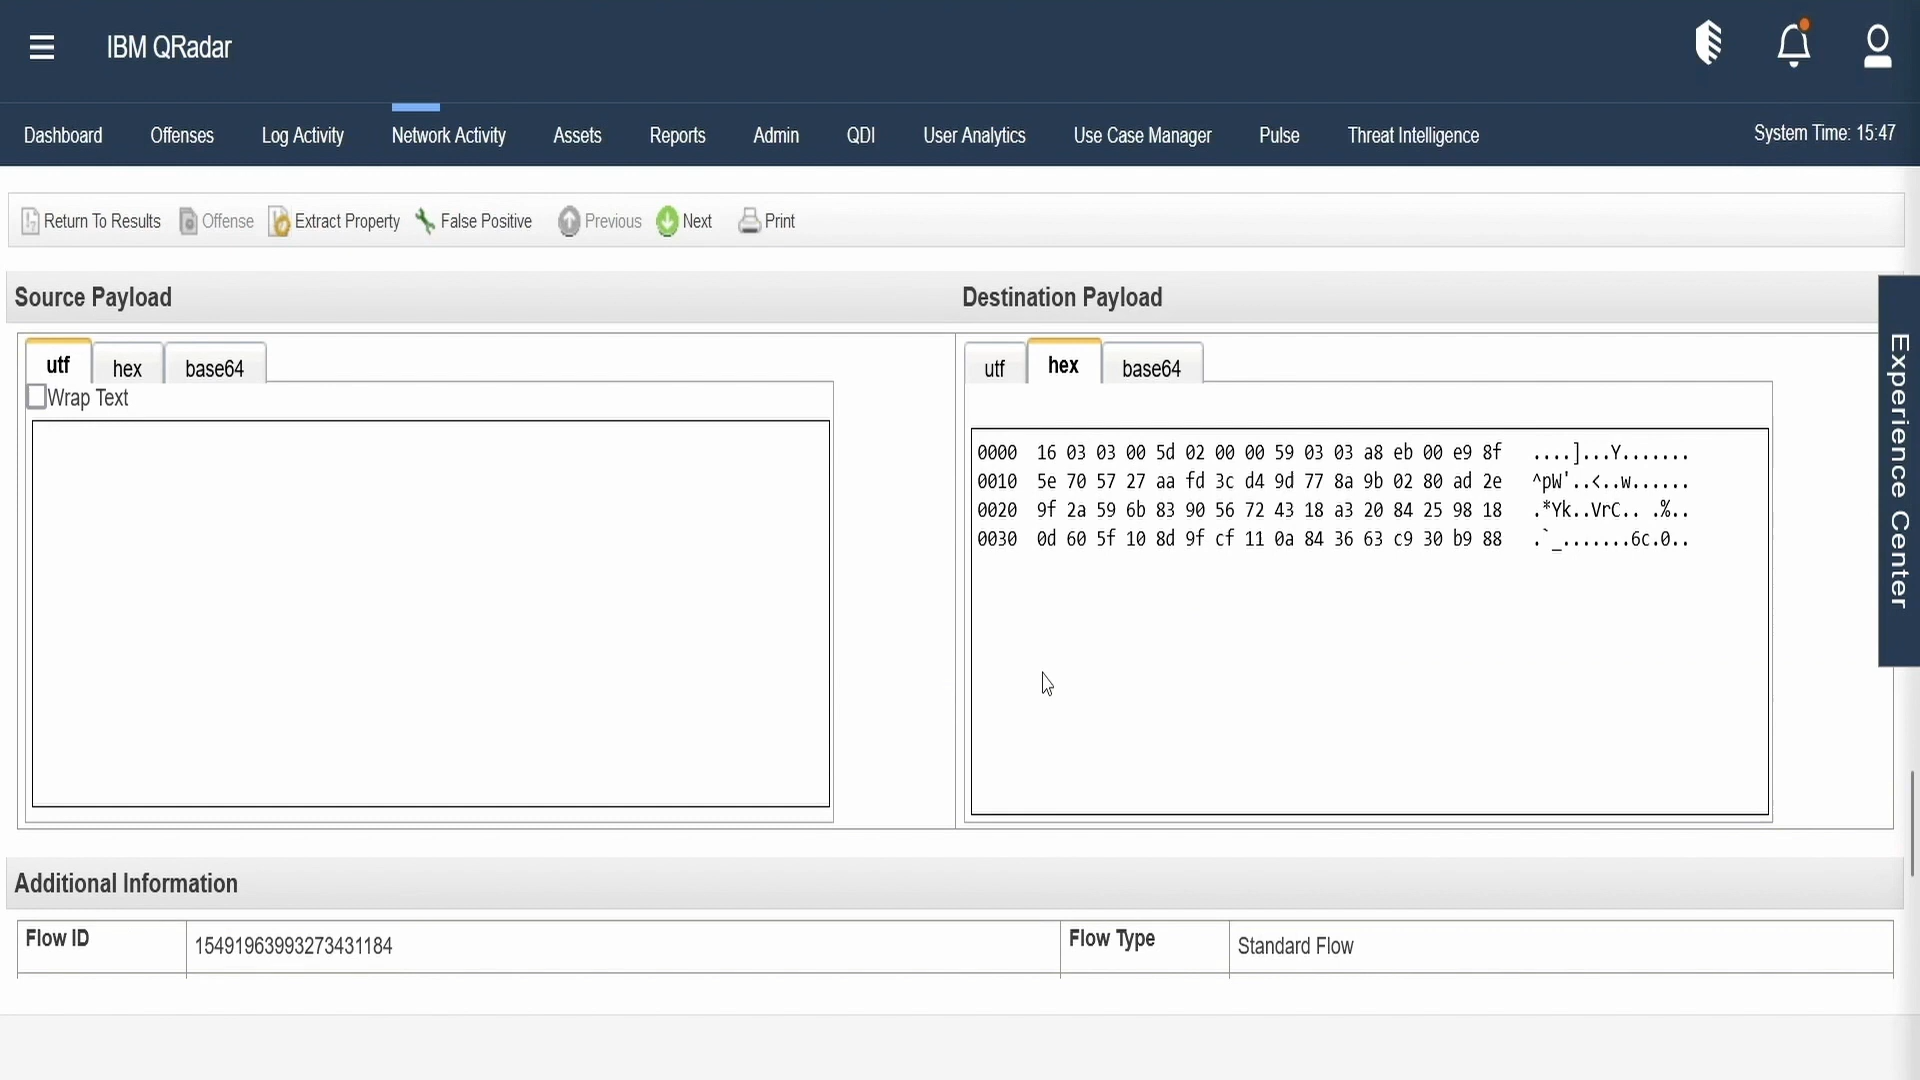 IBM QRadar
Dashboard Offenses Log Activity Network Activity Assets Reports Admin QDI User Analytics Use Case Manager Pulse Threat Intelligence System Time: 15:47
Return To Results Offense Extract Property False Positive Previous Next Print
Source Payload Destination Payload
utf hex base64 utf hex base64
Wrap Text
0000 16 03 03 00 5d 02 00 00 59 03 03 a8 eb 00 e9 8f ....]...Y.......
0010 5e 70 57 27 aa fd 3c d4 9d 77 8a 9b 02 80 ad 2e ^pW'..<..w......
0020 9f 2a 59 6b 83 90 56 72 43 18 a3 20 84 25 98 18 .*Yk..VrC.. .%..
0030 0d 60 5f 10 8d 9f cf 11 0a 84 36 63 c9 30 b9 88 .`_.......6c.0..
Experience Center
Additional Information
Flow ID 15491963993273431184 Flow Type Standard Flow